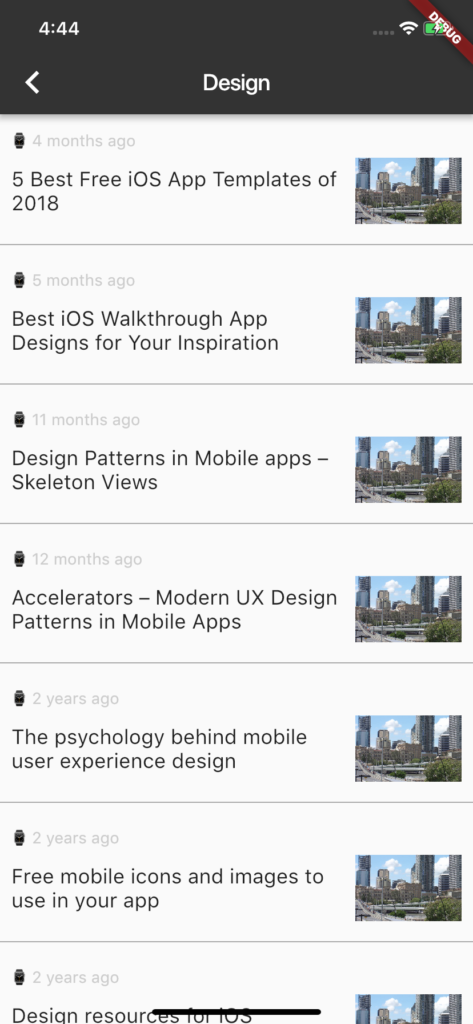 4:44
DEBUG
Design
4 months ago
5 Best Free iOS App Templates of
2018
5 months ago
Best iOS Walkthrough App
Designs for Your Inspiration
11 months ago
Design Patterns in Mobile apps –
Skeleton Views
12 months ago
Accelerators – Modern UX Design
Patterns in Mobile Apps
2 years ago
The psychology behind mobile
user experience design
2 years ago
Free mobile icons and images to
use in your app
2 years ago
Design resources for iOS